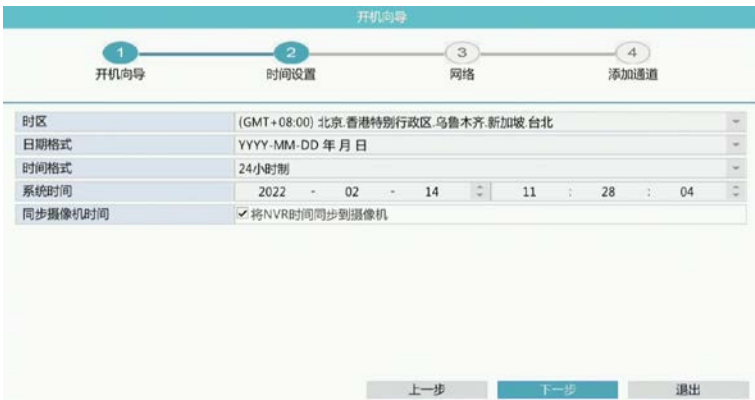 开机向导
1 2 3 4
开机向导 时间设置 网络 添加通道
时区 (GMT+08:00) 北京.香港特别行政区.乌鲁木齐.新加坡.台北
日期格式 YYYY-MM-DD 年 月 日
时间格式 24小时制
系统时间 2022 - 02 - 14 11 : 28 : 04
同步摄像机时间 将NVR时间同步到摄像机
上一步 下一步 退出